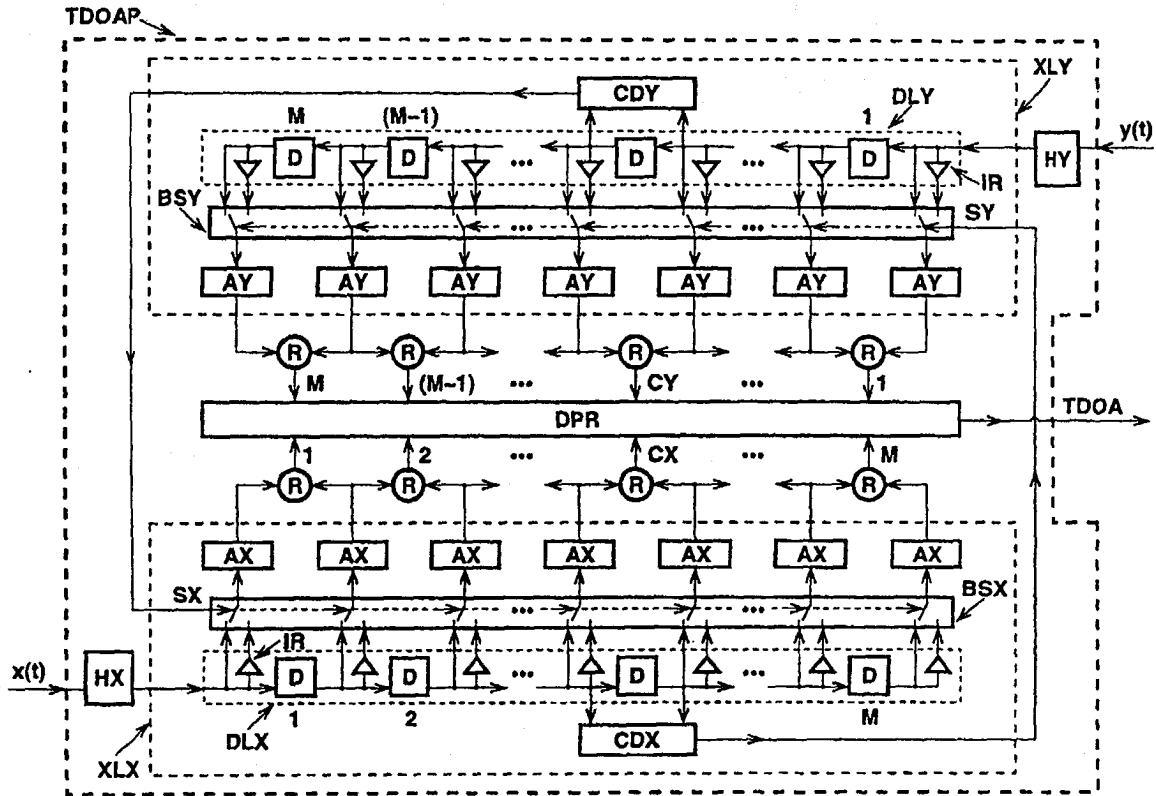 TDOAP
XLY
CDY
DLY
M (M-1) 1
D D ... D ... D
HY
y(t)
IR
BSY
SY
... ...
AY AY AY AY AY AY AY
R R R R
M (M-1) ... CY ... 1
DPR
TDOA
1 2 ... CX ... M
R R R R
AX AX AX AX AX AX AX
SX
BSX
... ...
IR
x(t)
HX
D D ... D ... D
DLX
1 2 M
CDX
XLX